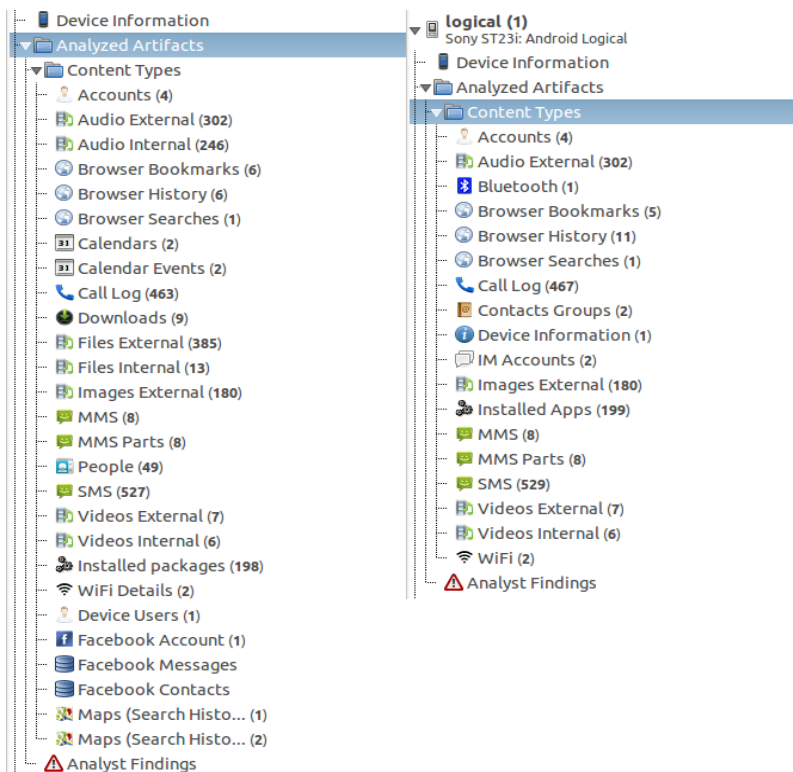 Device Information
Analyzed Artifacts
Content Types
Accounts (4)
Audio External (302)
Audio Internal (246)
Browser Bookmarks (6)
Browser History (6)
Browser Searches (1)
31 Calendars (2)
31 Calendar Events (2)
Call Log (463)
Downloads (9)
Files External (385)
Files Internal (13)
Images External (180)
MMS (8)
MMS Parts (8)
People (49)
SMS (527)
Videos External (7)
Videos Internal (6)
Installed packages (198)
WiFi Details (2)
Device Users (1)
f Facebook Account (1)
Facebook Messages
Facebook Contacts
Maps (Search Histo... (1)
Maps (Search Histo... (2)
Analyst Findings
logical (1)
Sony ST23i: Android Logical
Device Information
Analyzed Artifacts
Content Types
Accounts (4)
Audio External (302)
Bluetooth (1)
Browser Bookmarks (5)
Browser History (11)
Browser Searches (1)
Call Log (467)
Contacts Groups (2)
Device Information (1)
IM Accounts (2)
Images External (180)
Installed Apps (199)
MMS (8)
MMS Parts (8)
SMS (529)
Videos External (7)
Videos Internal (6)
WiFi (2)
Analyst Findings